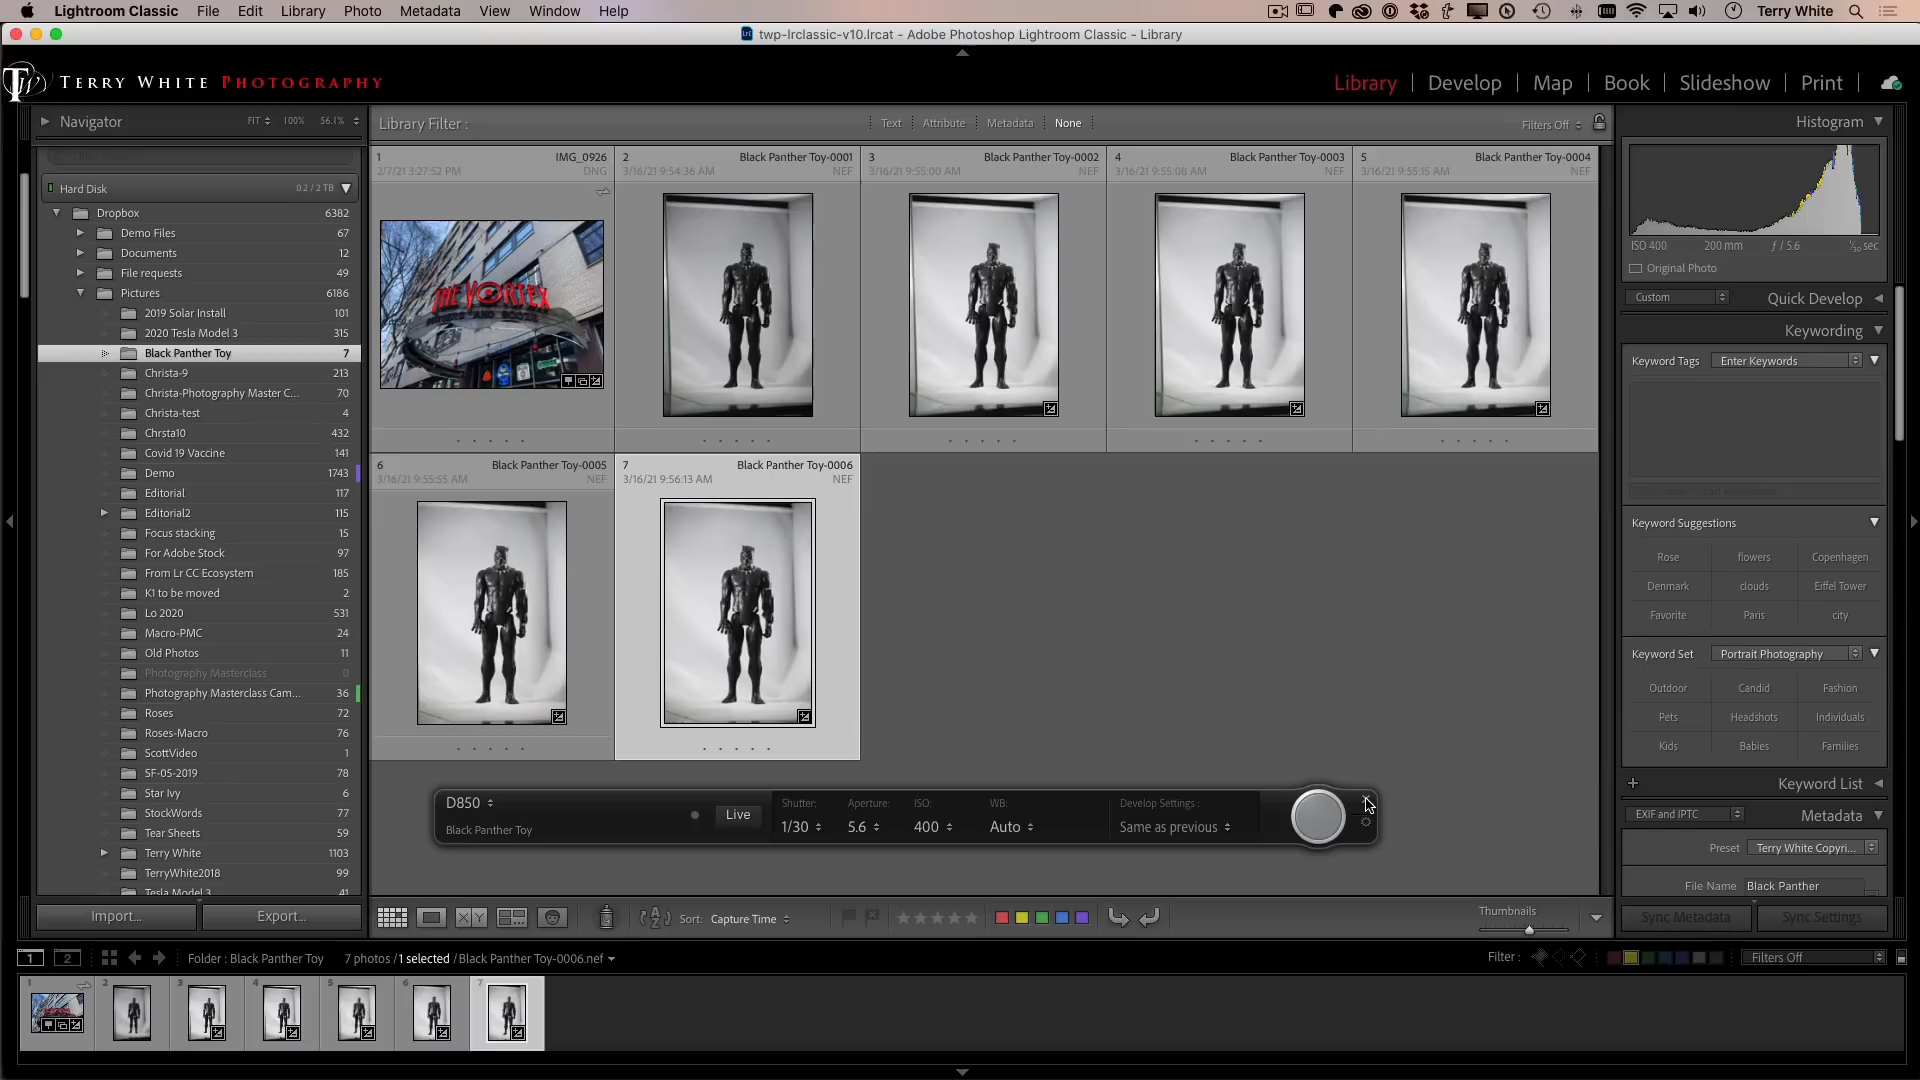 Lightroom Classic File Edit Library Photo Metadata View Window Help Terry White
twp-lrclassic-v10.lrcat - Adobe Photoshop Lightroom Classic - Library
TW TERRY WHITE PHOTOGRAPHY
Library | Develop | Map | Book | Slideshow | Print
Navigator FIT 100% 56.1%
Hard Disk 0.2 / 2 TB
Dropbox 6382
Demo Files 67
Documents 12
File requests 49
Pictures 6186
2019 Solar Install 101
2020 Tesla Model 3 315
Black Panther Toy 7
Christa-9 213
Christa-Photography Master C... 70
Christa-test 4
Chrsta10 432
Covid 19 Vaccine 141
Demo 1743
Editorial 117
Editorial2 115
Focus stacking 15
For Adobe Stock 97
From Lr CC Ecosystem 185
K1 to be moved 2
Lo 2020 531
Macro-PMC 24
Old Photos 11
Photography Masterclass 0
Photography Masterclass Cam... 36
Roses 72
Roses-Macro 76
ScottVideo 1
SF-05-2019 78
Star Ivy 6
StockWords 77
Tear Sheets 59
Terry White 1103
TerryWhite2018 99
Tesla Model 3 41
Import... Export...
Library Filter : Text Attribute Metadata None Filters Off
1 IMG_0926
2/7/21 3:27:52 PM DNG
THE VORTEX
2 Black Panther Toy-0001
3/16/21 9:54:36 AM NEF
3 Black Panther Toy-0002
3/16/21 9:55:00 AM NEF
4 Black Panther Toy-0003
3/16/21 9:55:08 AM NEF
5 Black Panther Toy-0004
3/16/21 9:55:15 AM NEF
6 Black Panther Toy-0005
3/16/21 9:55:55 AM NEF
7 Black Panther Toy-0006
3/16/21 9:56:13 AM NEF
D850 Live Shutter: Aperture: ISO: WB: Develop Settings :
Black Panther Toy 1/30 5.6 400 Auto Same as previous
XY Sort: Capture Time Thumbnails
Histogram
ISO 400 200 mm f / 5.6 1/30 sec
Original Photo
Custom Quick Develop
Keywording
Keyword Tags Enter Keywords
Keyword Suggestions
Rose flowers Copenhagen
Denmark clouds Eiffel Tower
Favorite Paris city
Keyword Set Portrait Photography
Outdoor Candid Fashion
Pets Headshots Individuals
Kids Babies Families
+ Keyword List
EXIF and IPTC Metadata
Preset Terry White Copyri...
File Name Black Panther
Sync Metadata Sync Settings
1 2 Folder : Black Panther Toy 7 photos / 1 selected / Black Panther Toy-0006.nef Filter : Filters Off
1 2 3 4 5 6 7